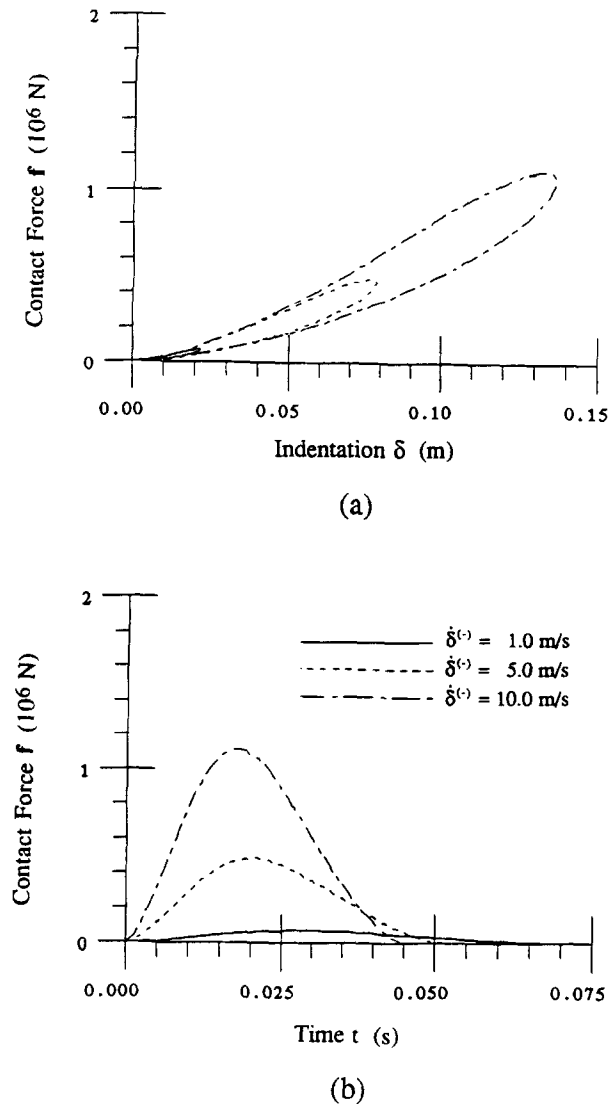 2
Contact Force f (10⁶ N)
1
0
0.00 0.05 0.10 0.15
Indentation δ (m)
(a)
2
δ̇⁽⁻⁾ = 1.0 m/s
δ̇⁽⁻⁾ = 5.0 m/s
δ̇⁽⁻⁾ = 10.0 m/s
Contact Force f (10⁶ N)
1
0
0.000 0.025 0.050 0.075
Time t (s)
(b)